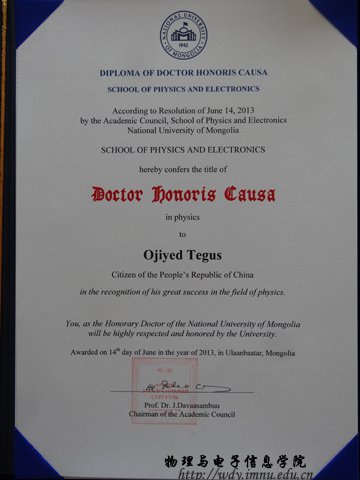 NATIONAL UNIVERSITY
OF MONGOLIA
1942
DIPLOMA OF DOCTOR HONORIS CAUSA
SCHOOL OF PHYSICS AND ELECTRONICS
According to Resolution of June 14, 2013
by the Academic Council, School of Physics and Electronics
National University of Mongolia
SCHOOL OF PHYSICS AND ELECTRONICS
hereby confers the title of
Doctor Honoris Causa
in physics
to
Ojiyed Tegus
Citizen of the People's Republic of China
in the recognition of his great success in the field of physics.
You, as the Honorary Doctor of the National University of Mongolia
will be highly respected and honored by the University.
Awarded on 14th day of June in the year of 2013, in Ulaanbaatar, Mongolia
Prof. Dr. J.Davaasambuu
Chairman of the Academic Council
物理与电子信息学院
http://wdy.imnu.edu.cn